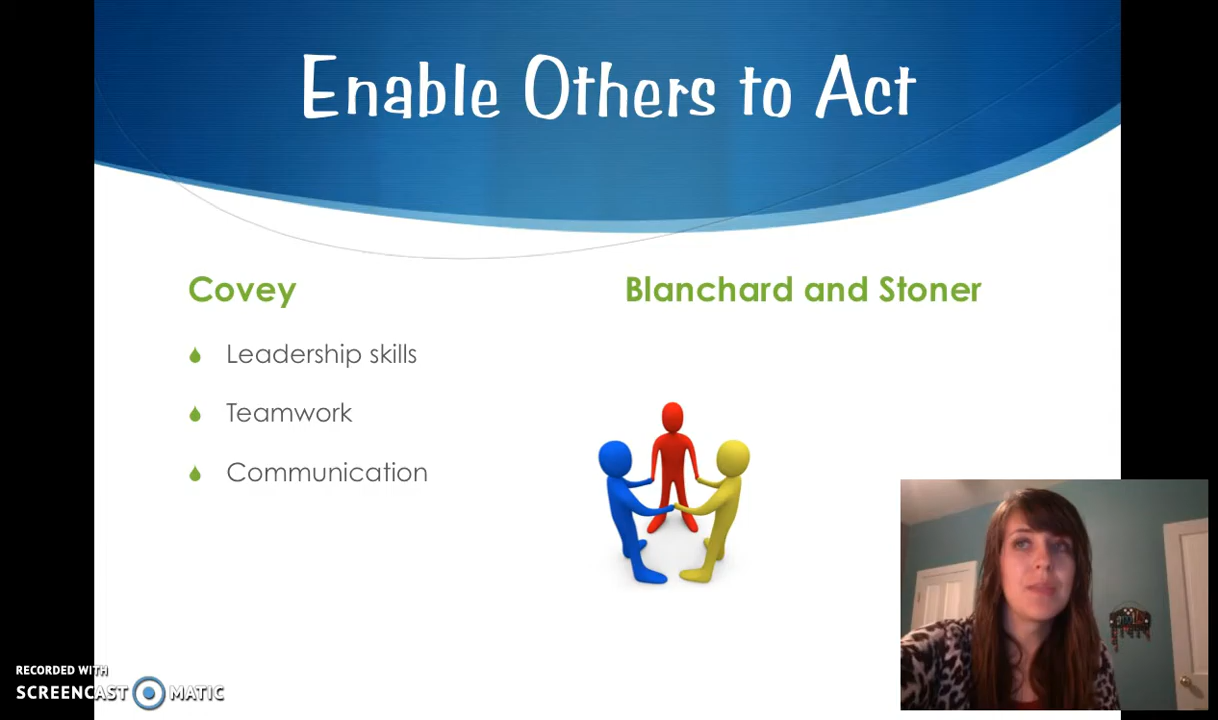 Enable Others to Act
Covey
Leadership skills
Teamwork
Communication
Blanchard and Stoner
RECORDED WITH
SCREENCAST MATIC